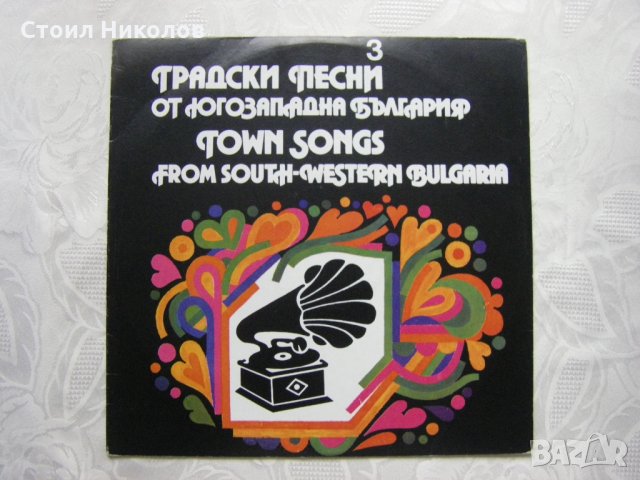 Стоил Николов
3
ГРАДСКИ ПЕСНИ
ОТ ЮГОЗАПАДНА БЪЛГАРИЯ
TOWN SONGS
FROM SOUTH-WESTERN BULGARIA
BAZAR